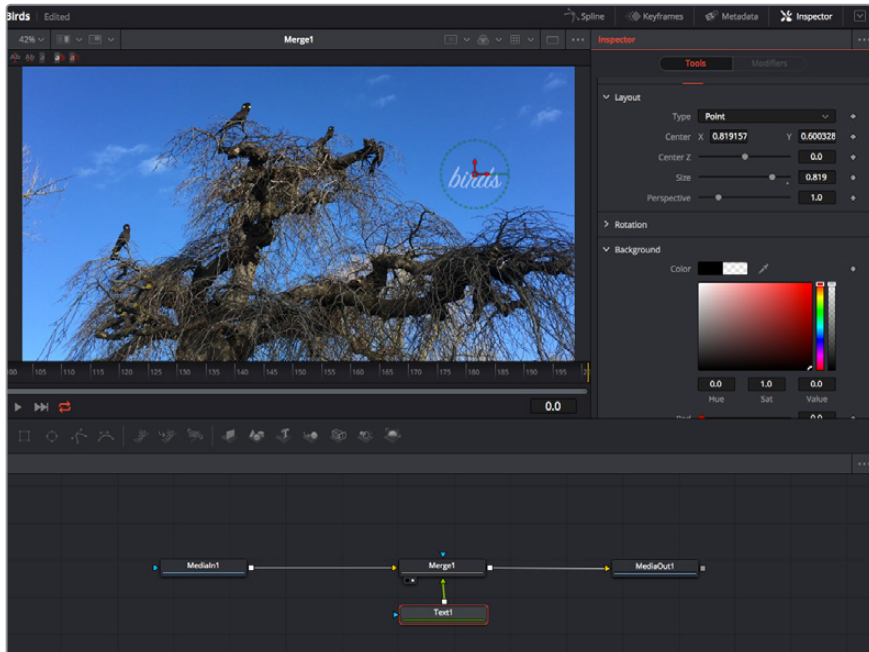 Birds Edited Spline Keyframes Metadata Inspector
42% Merge1 Inspector
Tools Modifiers
Layout
Type Point
Center X 0.819157 Y 0.600328
Center Z 0.0
birds
Size 0.819
Perspective 1.0
Rotation
Background
Color
105 110 115 120 125 130 135 140 145 150 155 160 165 170 175 180 185 190 195
0.0 1.0 0.0
Hue Sat Value
0.0
MediaIn1 Merge1 MediaOut1
Text1